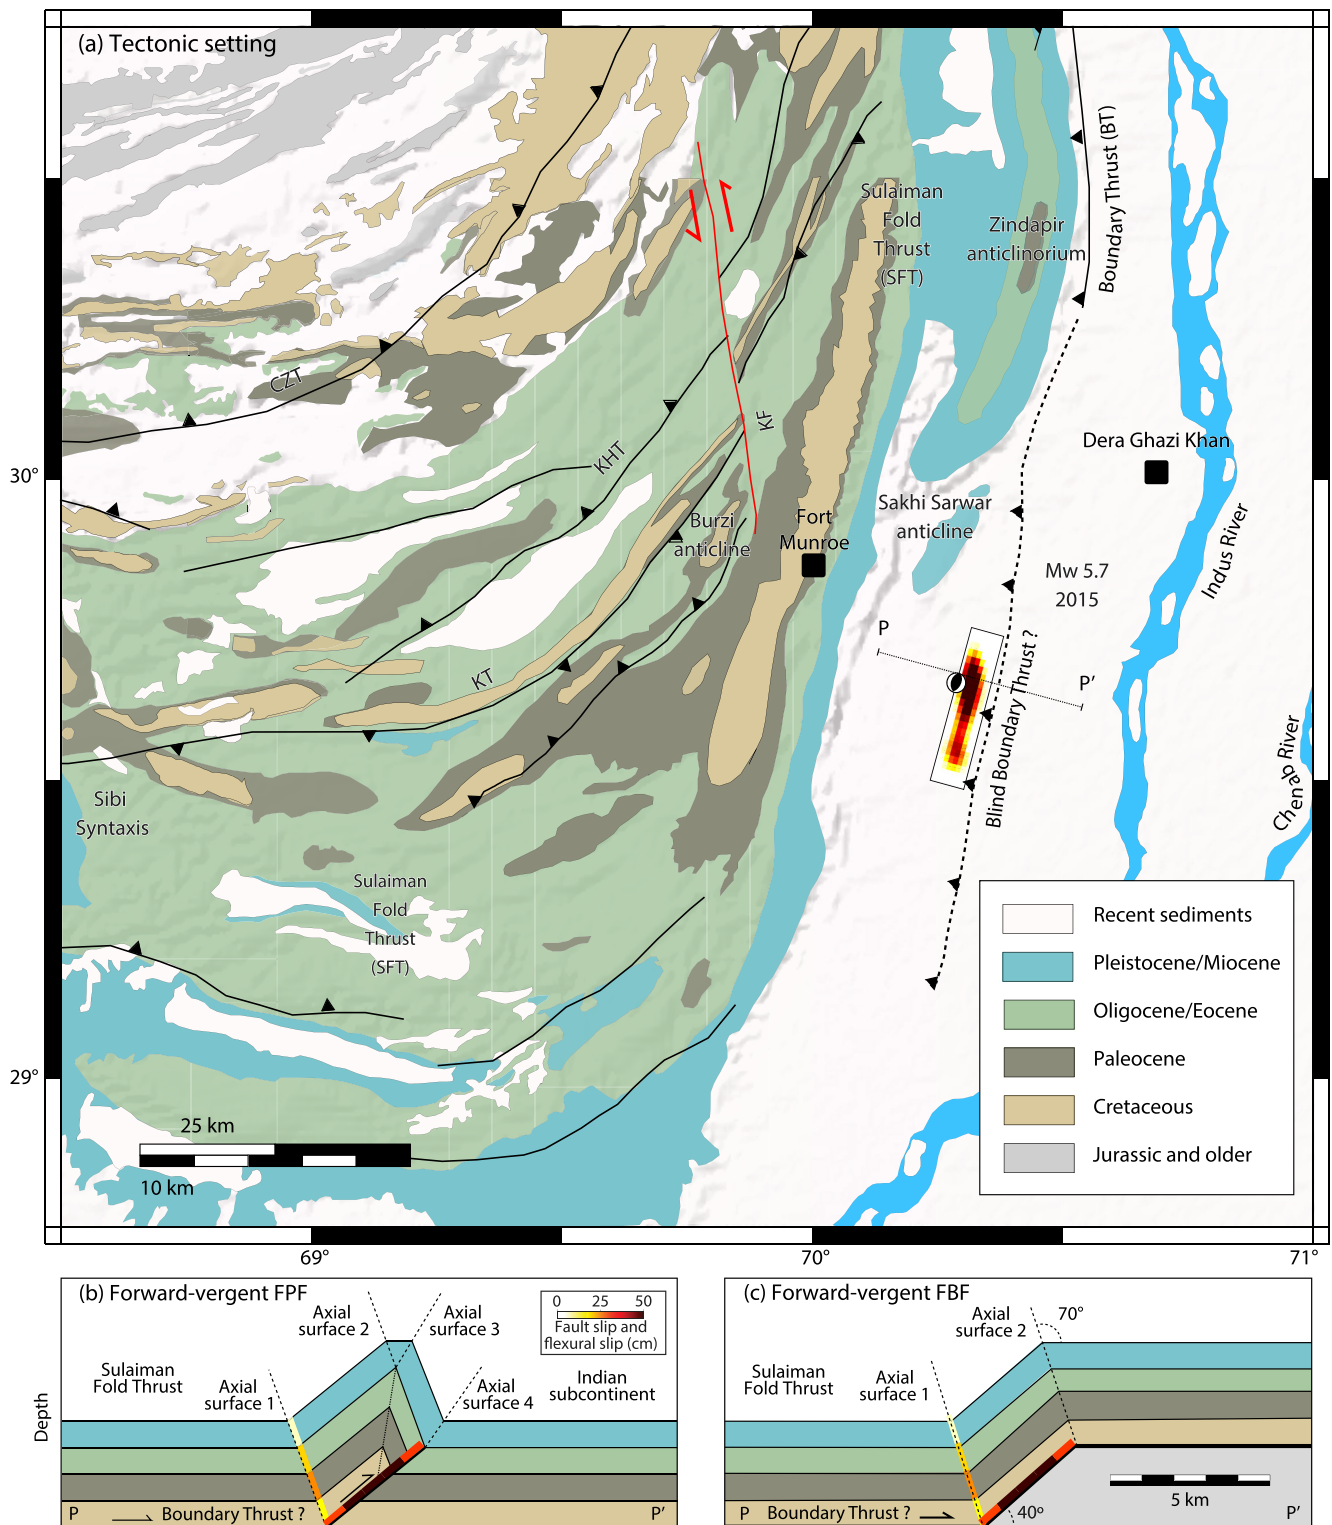 (a) Tectonic setting
Boundary Thrust (BT)
Sulaiman
Fold
Thrust
(SFT)
Zindapir
anticlinorium
CZT
KHT
KF
Dera Ghazi Khan
30°
Burzi
anticline
Fort
Munroe
Sakhi Sarwar
anticline
Indus River
Mw 5.7
2015
P
P'
KT
Blind Boundary Thrust ?
Chenab River
Sibi
Syntaxis
Sulaiman
Fold
Thrust
(SFT)
29°
25 km
10 km
Recent sediments
Pleistocene/Miocene
Oligocene/Eocene
Paleocene
Cretaceous
Jurassic and older
69°
70°
71°
(b) Forward-vergent FPF
Axial
surface 2
Axial
surface 3
0 25 50
Fault slip and
flexural slip (cm)
Sulaiman
Fold Thrust
Axial
surface 1
Axial
surface 4
Indian
subcontinent
Depth
P
Boundary Thrust ?
P'
(c) Forward-vergent FBF
Axial
surface 2
70°
Sulaiman
Fold Thrust
Axial
surface 1
5 km
P
Boundary Thrust ?
40°
P'